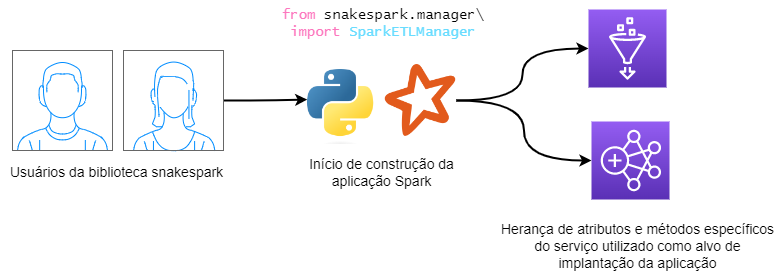 from snakespark.manager\
import SparkETLManager
Usuários da biblioteca snakespark
Início de construção da
aplicação Spark
Herança de atributos e métodos específicos
do serviço utilizado como alvo de
implantação da aplicação